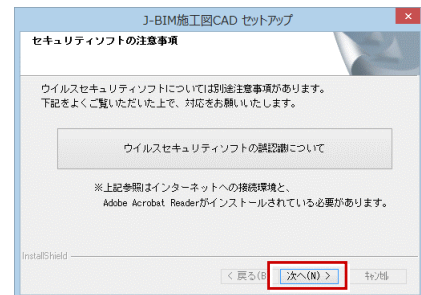 J-BIM施工図CAD セットアップ
セキュリティソフトの注意事項
ウイルスセキュリティソフトについては別途注意事項があります。
下記をよくご覧いただいた上で、対応をお願いいたします。
ウイルスセキュリティソフトの誤認識について
※上記参照はインターネットへの接続環境と、
Adobe Acrobat Readerがインストールされている必要があります。
InstallShield
< 戻る(B
次へ(N) >
キャンセル